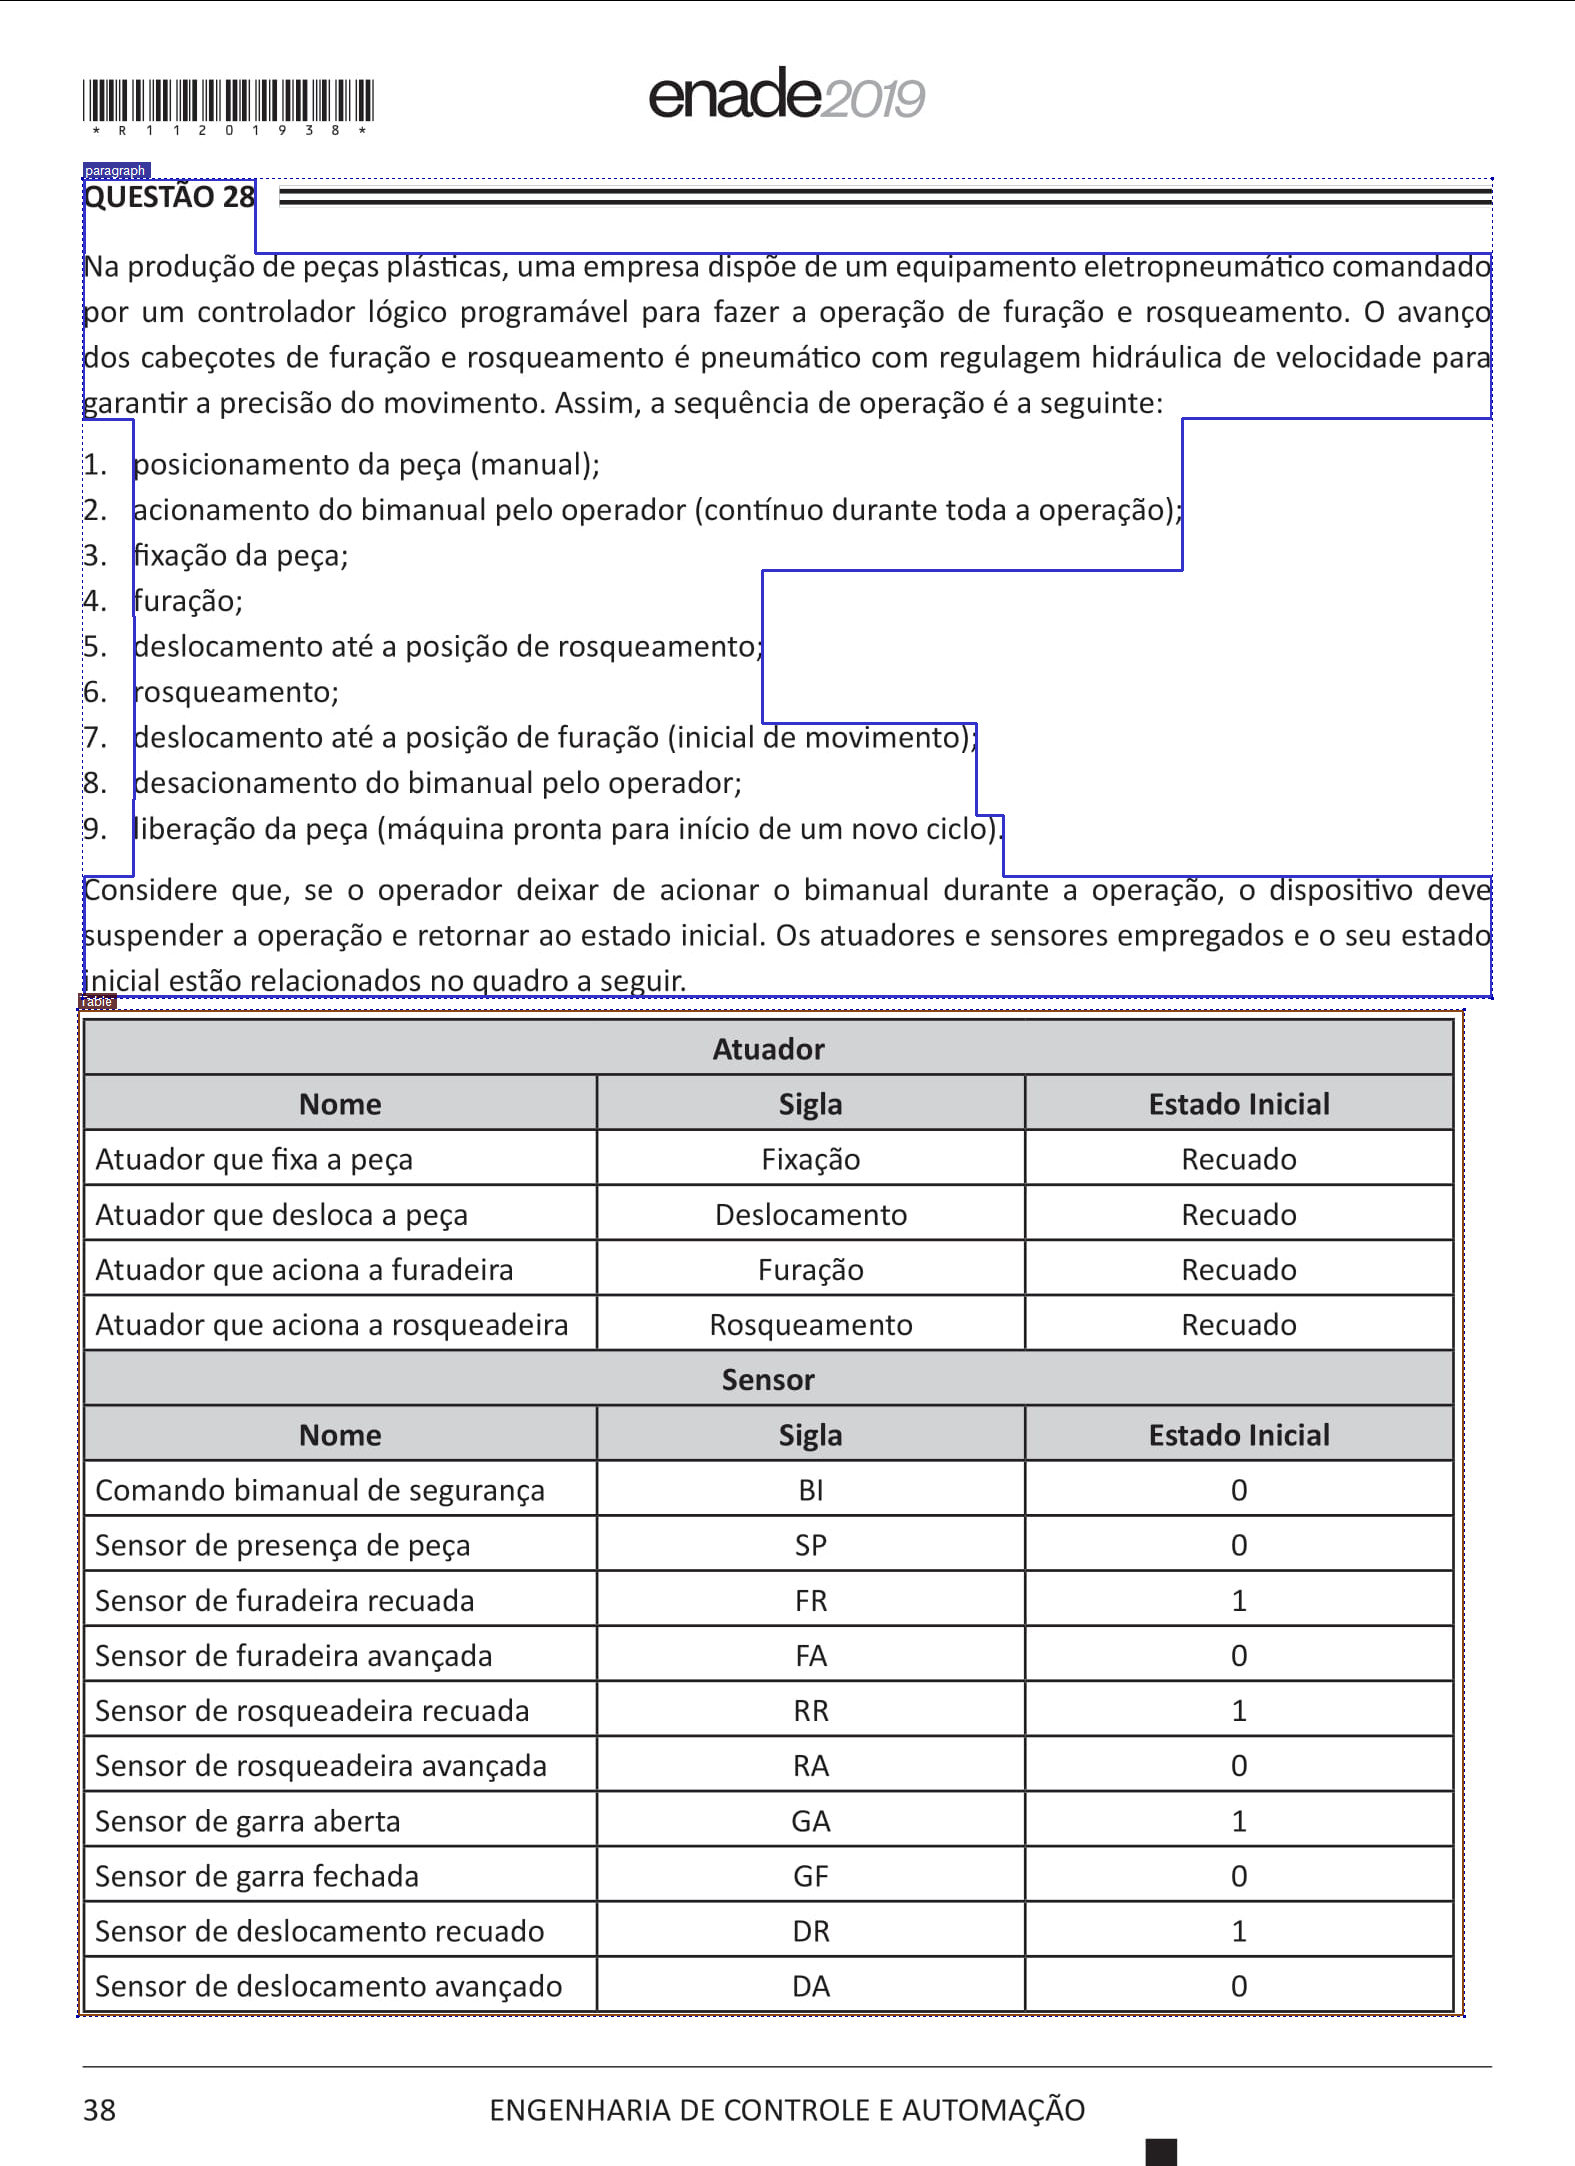 *R11201938*
enade2019
paragraph
QUESTÃO 28
Na produção de peças plásticas, uma empresa dispõe de um equipamento eletropneumático comandado
por um controlador lógico programável para fazer a operação de furação e rosqueamento. O avanço
dos cabeçotes de furação e rosqueamento é pneumático com regulagem hidráulica de velocidade para
garantir a precisão do movimento. Assim, a sequência de operação é a seguinte:
1. posicionamento da peça (manual);
2. acionamento do bimanual pelo operador (contínuo durante toda a operação);
3. fixação da peça;
4. furação;
5. deslocamento até a posição de rosqueamento;
6. rosqueamento;
7. deslocamento até a posição de furação (inicial de movimento);
8. desacionamento do bimanual pelo operador;
9. liberação da peça (máquina pronta para início de um novo ciclo).
Considere que, se o operador deixar de acionar o bimanual durante a operação, o dispositivo deve
suspender a operação e retornar ao estado inicial. Os atuadores e sensores empregados e o seu estado
inicial estão relacionados no quadro a seguir.
Table
Atuador
Nome Sigla Estado Inicial
Atuador que fixa a peça Fixação Recuado
Atuador que desloca a peça Deslocamento Recuado
Atuador que aciona a furadeira Furação Recuado
Atuador que aciona a rosqueadeira Rosqueamento Recuado
Sensor
Nome Sigla Estado Inicial
Comando bimanual de segurança BI 0
Sensor de presença de peça SP 0
Sensor de furadeira recuada FR 1
Sensor de furadeira avançada FA 0
Sensor de rosqueadeira recuada RR 1
Sensor de rosqueadeira avançada RA 0
Sensor de garra aberta GA 1
Sensor de garra fechada GF 0
Sensor de deslocamento recuado DR 1
Sensor de deslocamento avançado DA 0
38 ENGENHARIA DE CONTROLE E AUTOMAÇÃO